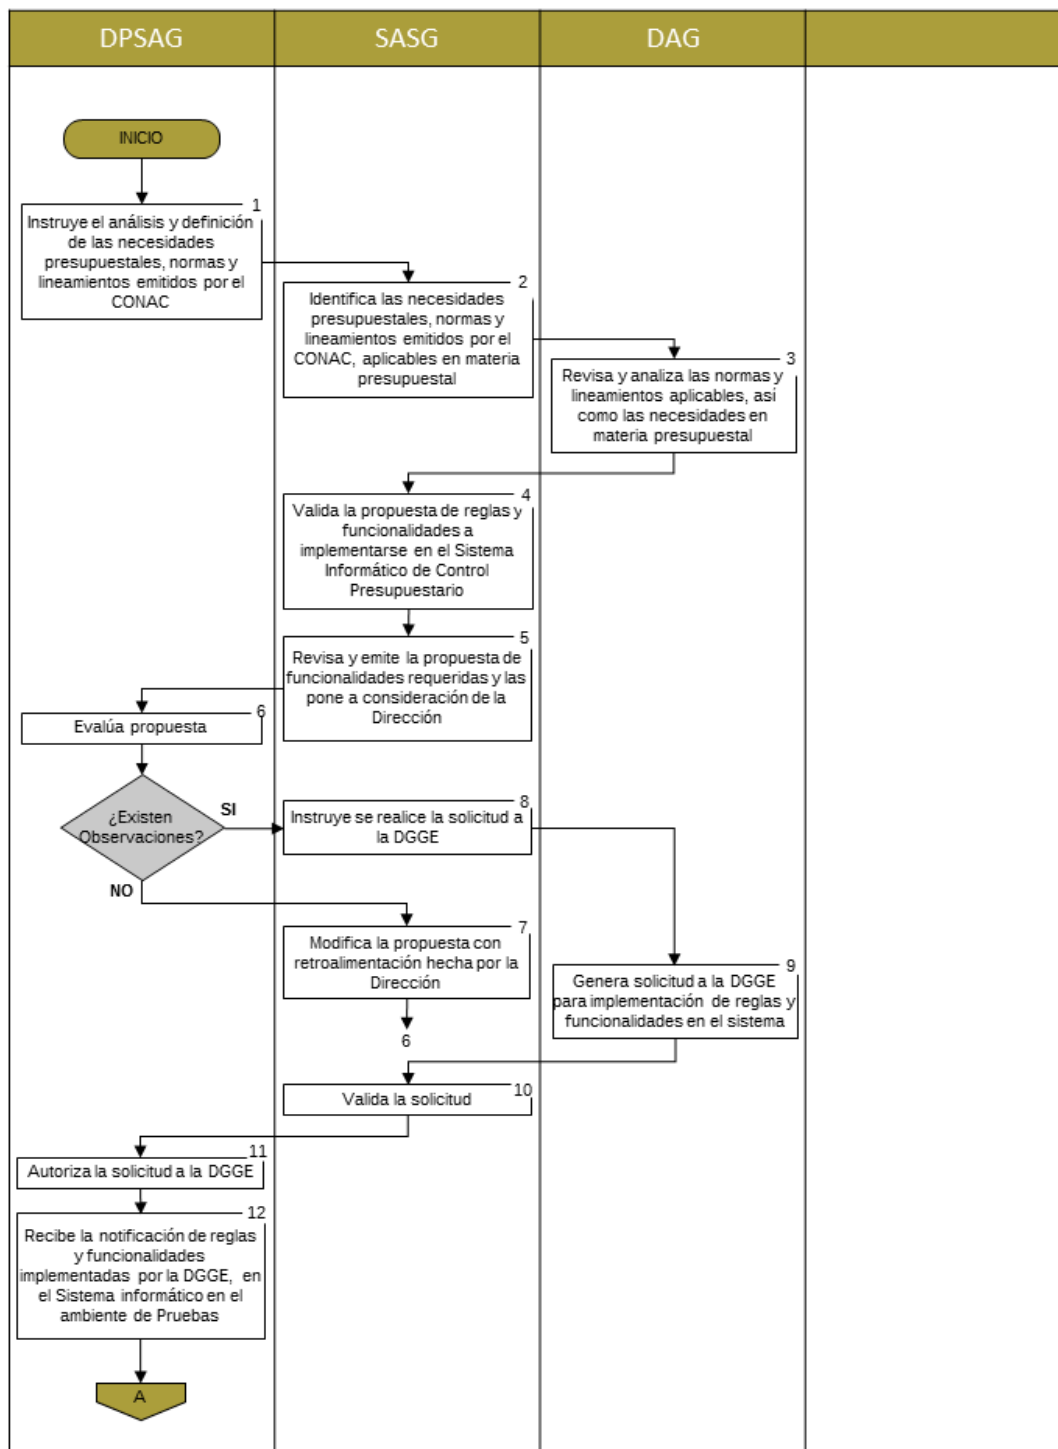 DPSAG
SASG
DAG
INICIO
1
Instruye el análisis y definición
de las necesidades
presupuestales, normas y
lineamientos emitidos por el
CONAC
2
Identifica las necesidades
presupuestales, normas y
lineamientos emitidos por el
CONAC, aplicables en materia
presupuestal
3
Revisa y analiza las normas y
lineamientos aplicables, así
como las necesidades en
materia presupuestal
4
Valida la propuesta de reglas y
funcionalidades a
implementarse en el Sistema
Informático de Control
Presupuestario
5
Revisa y emite la propuesta de
funcionalidades requeridas y las
pone a consideración de la
Dirección
6
Evalúa propuesta
¿Existen
Observaciones?
SI
8
Instruye se realice la solicitud a
la DGGE
NO
7
Modifica la propuesta con
retroalimentación hecha por la
Dirección
6
9
Genera solicitud a la DGGE
para implementación de reglas y
funcionalidades en el sistema
10
Valida la solicitud
11
Autoriza la solicitud a la DGGE
12
Recibe la notificación de reglas
y funcionalidades
implementadas por la DGGE, en
el Sistema informático en el
ambiente de Pruebas
A